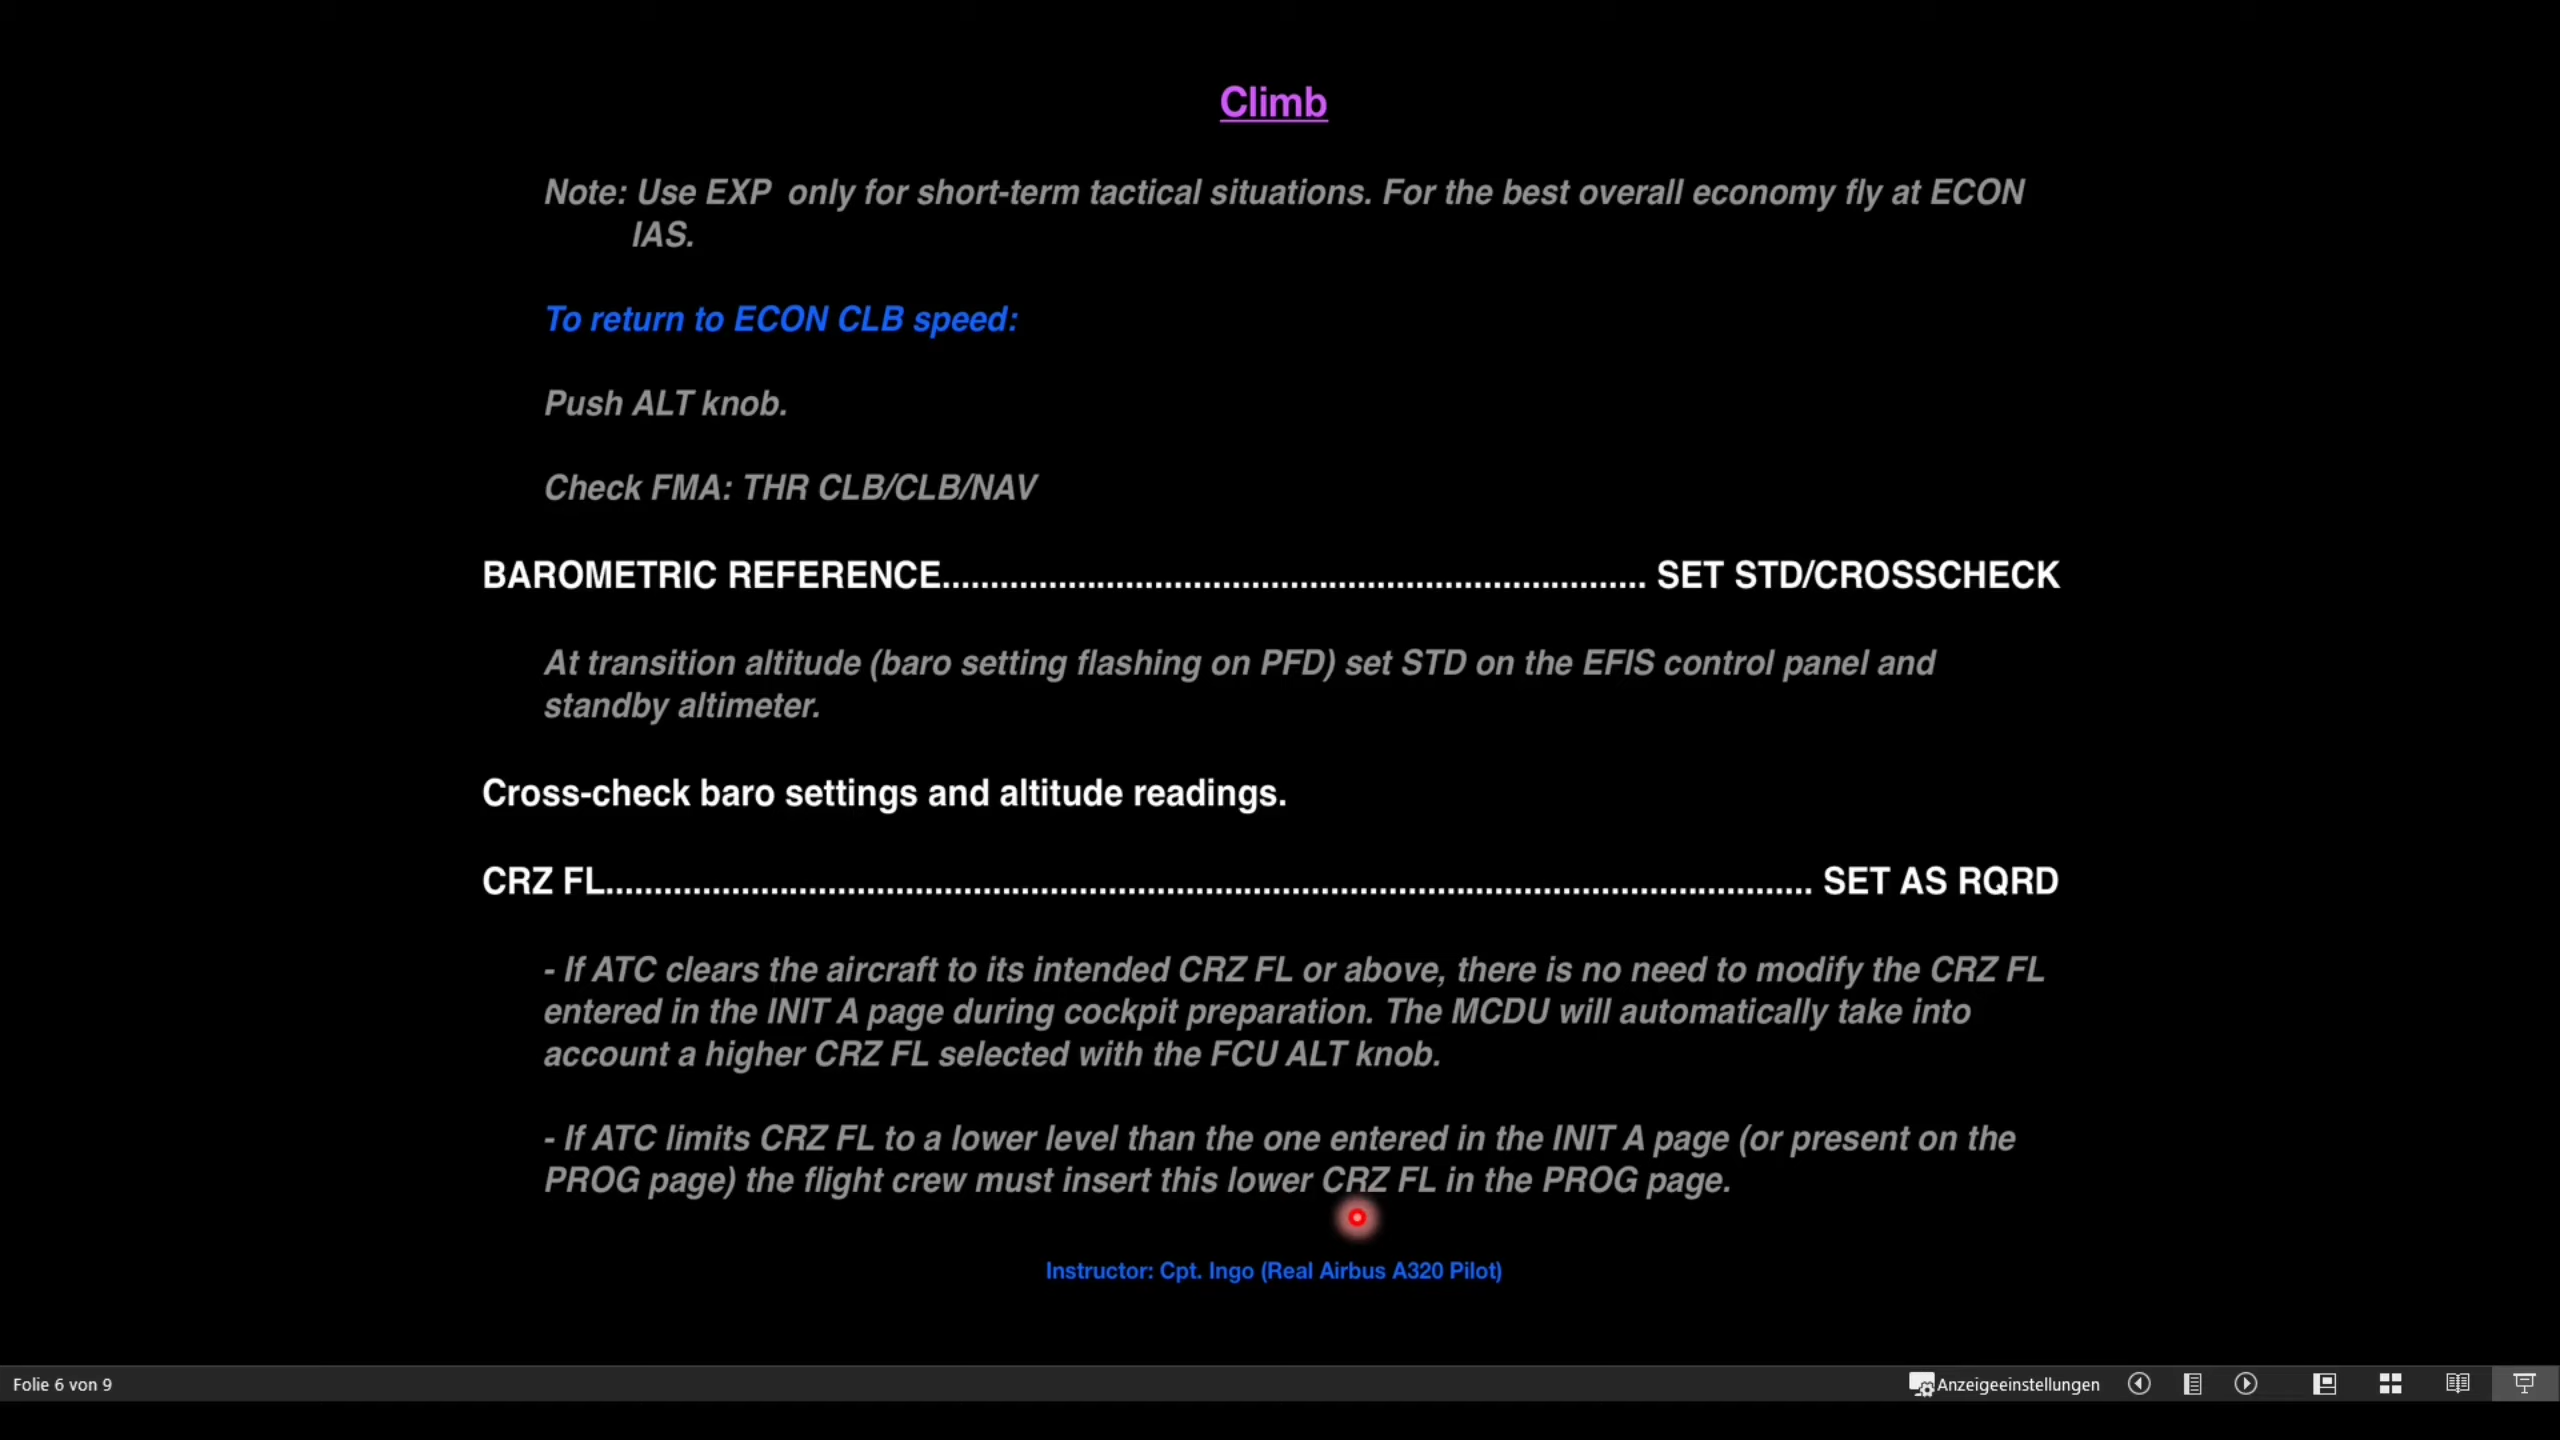 Climb
Note: Use EXP  only for short-term tactical situations. For the best overall economy fly at ECON
IAS.
To return to ECON CLB speed:
Push ALT knob.
Check FMA: THR CLB/CLB/NAV
BAROMETRIC REFERENCE......................................................................... SET STD/CROSSCHECK
At transition altitude (baro setting flashing on PFD) set STD on the EFIS control panel and
standby altimeter.
Cross-check baro settings and altitude readings.
CRZ FL............................................................................................................................. SET AS RQRD
- If ATC clears the aircraft to its intended CRZ FL or above, there is no need to modify the CRZ FL
entered in the INIT A page during cockpit preparation. The MCDU will automatically take into
account a higher CRZ FL selected with the FCU ALT knob.
- If ATC limits CRZ FL to a lower level than the one entered in the INIT A page (or present on the
PROG page) the flight crew must insert this lower CRZ FL in the PROG page.
Instructor: Cpt. Ingo (Real Airbus A320 Pilot)
Folie 6 von 9
Anzeigeeinstellungen